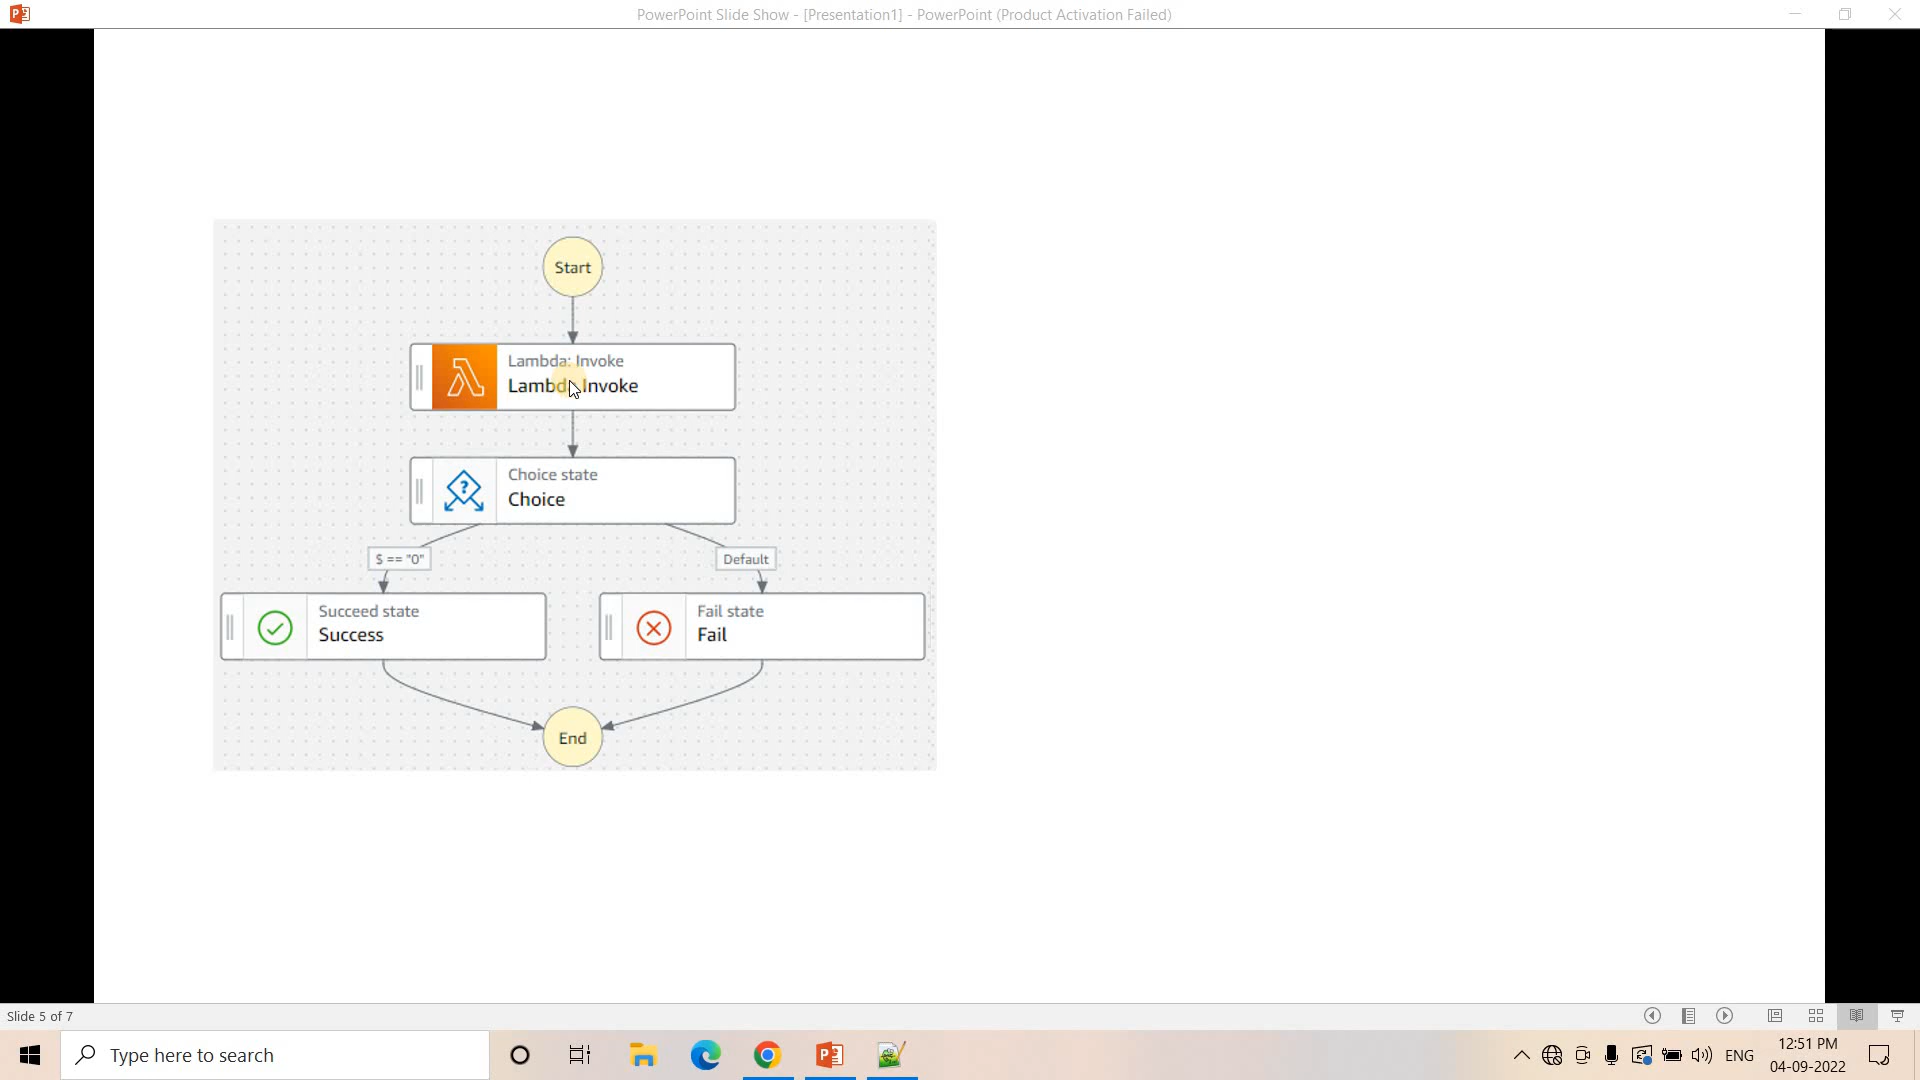 PowerPoint Slide Show - [Presentation1] - PowerPoint (Product Activation Failed)
Start
Lambda: Invoke
Lambda: Invoke
Choice state
Choice
$ == "0"
Default
Succeed state
Success
Fail state
Fail
End
Slide 5 of 7
Type here to search
ENG
12:51 PM
04-09-2022